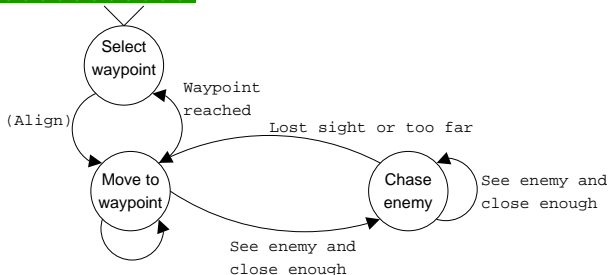 Select
waypoint
Waypoint
reached
(Align)
Lost sight or too far
Move to
waypoint
Chase
enemy
See enemy and
close enough
See enemy and
close enough